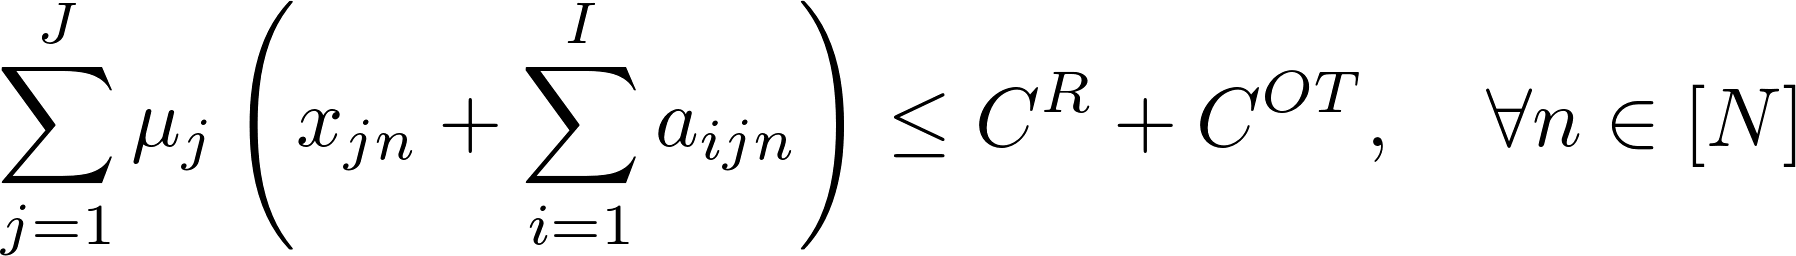 \sum_{j=1}^{J} \mu_j \left( x_{jn} + \sum_{i=1}^{I} a_{ijn} \right) \leq C^R + C^{OT}, \quad \forall n \in [N]